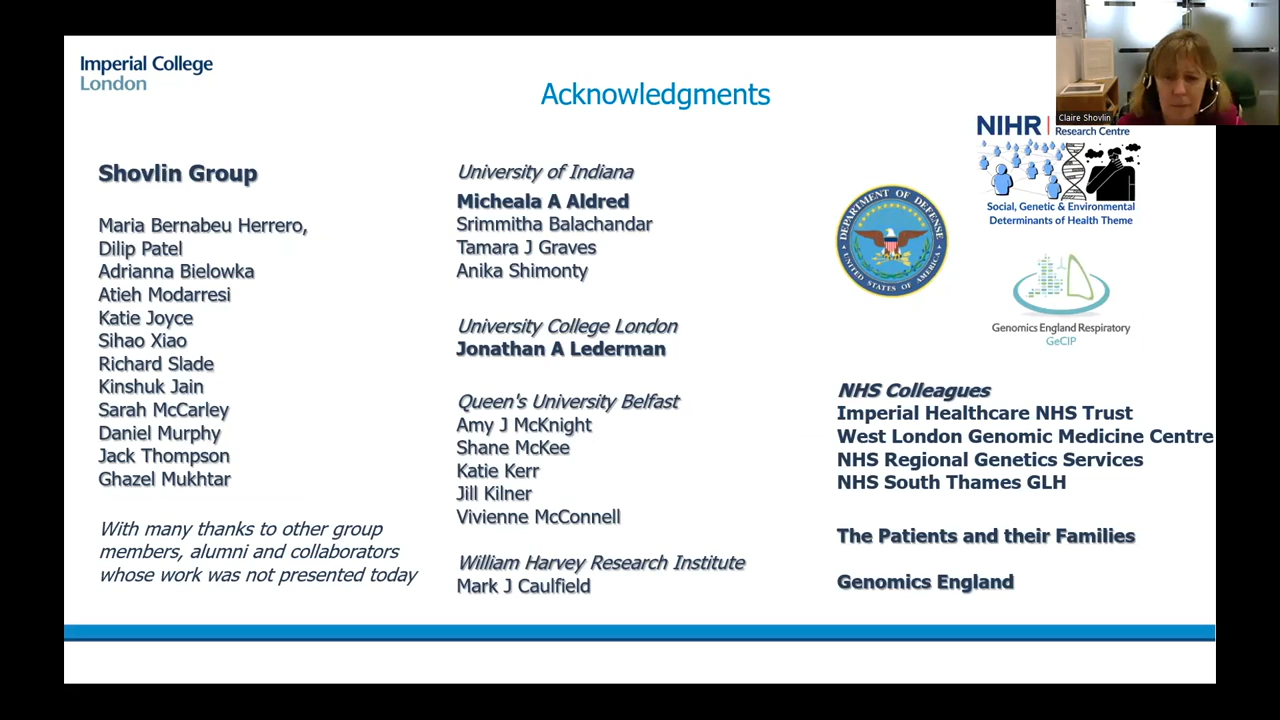 Imperial College
London
Acknowledgments
Claire Shovlin
NIHR
Research Centre
Social, Genetic & Environmental
Determinants of Health Theme
DEPARTMENT OF DEFENSE
UNITED STATES OF AMERICA
Genomics England Respiratory
GeCIP
Shovlin Group
Maria Bernabeu Herrero,
Dilip Patel
Adrianna Bielowka
Atieh Modarresi
Katie Joyce
Sihao Xiao
Richard Slade
Kinshuk Jain
Sarah McCarley
Daniel Murphy
Jack Thompson
Ghazel Mukhtar
With many thanks to other group
members, alumni and collaborators
whose work was not presented today
University of Indiana
Micheala A Aldred
Srimmitha Balachandar
Tamara J Graves
Anika Shimonty
University College London
Jonathan A Lederman
Queen's University Belfast
Amy J McKnight
Shane McKee
Katie Kerr
Jill Kilner
Vivienne McConnell
William Harvey Research Institute
Mark J Caulfield
NHS Colleagues
Imperial Healthcare NHS Trust
West London Genomic Medicine Centre
NHS Regional Genetics Services
NHS South Thames GLH
The Patients and their Families
Genomics England